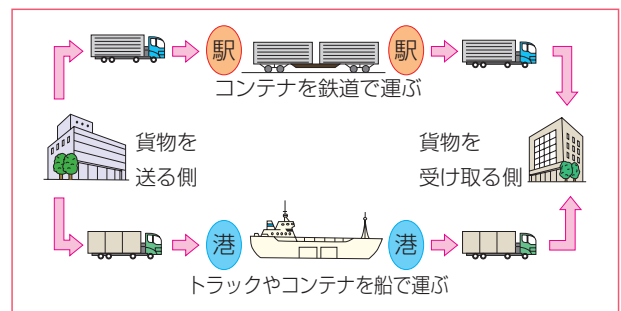 駅
駅
コンテナを鉄道で運ぶ
貨物を
送る側
貨物を
受け取る側
港
港
トラックやコンテナを船で運ぶ